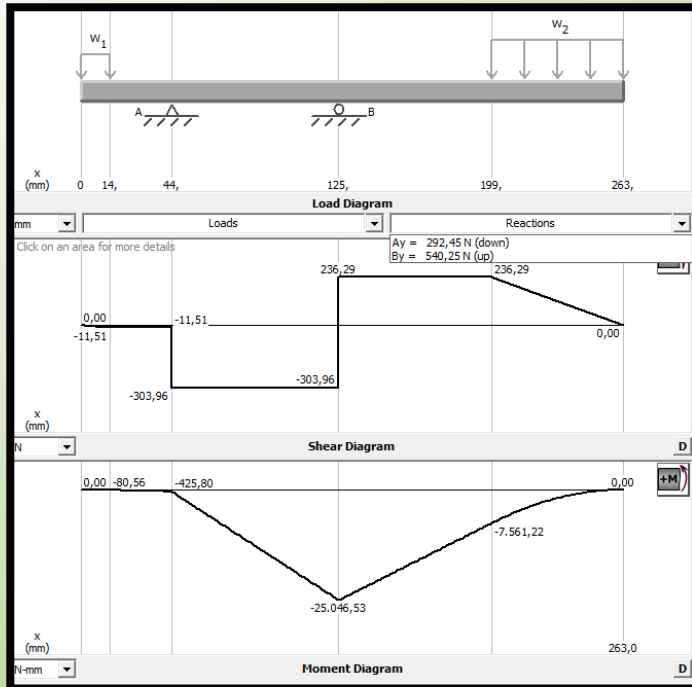 w1 w2
A B
x
(mm) 0 14, 44, 125, 199, 263,
Load Diagram
mm Loads Reactions
Click on an area for more details
Ay = 292,45 N (down)
By = 540,25 N (up)
236,29 236,29
0,00 -11,51
-11,51 0,00
-303,96 -303,96
x
(mm)
N Shear Diagram D
0,00 -80,56 -425,80 0,00 +M
-7.561,22
-25.046,53
x
(mm) 263,0
N-mm Moment Diagram D